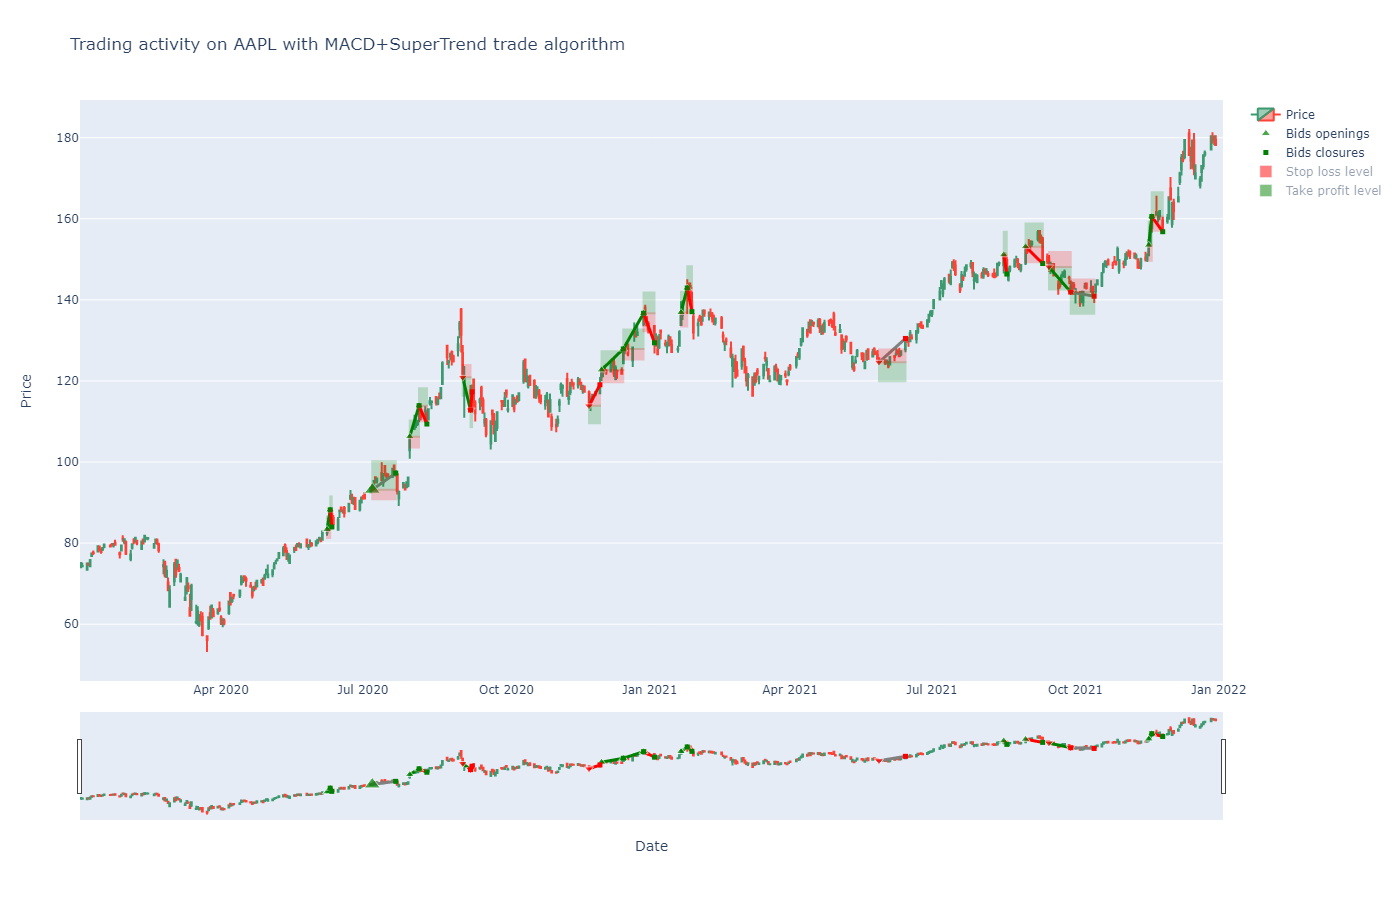 Trading activity on AAPL with MACD+SuperTrend trade algorithm
Price
Bids openings
Bids closures
Stop loss level
Take profit level
Price
180
160
140
120
100
80
60
Apr 2020
Jul 2020
Oct 2020
Jan 2021
Apr 2021
Jul 2021
Oct 2021
Jan 2022
Date